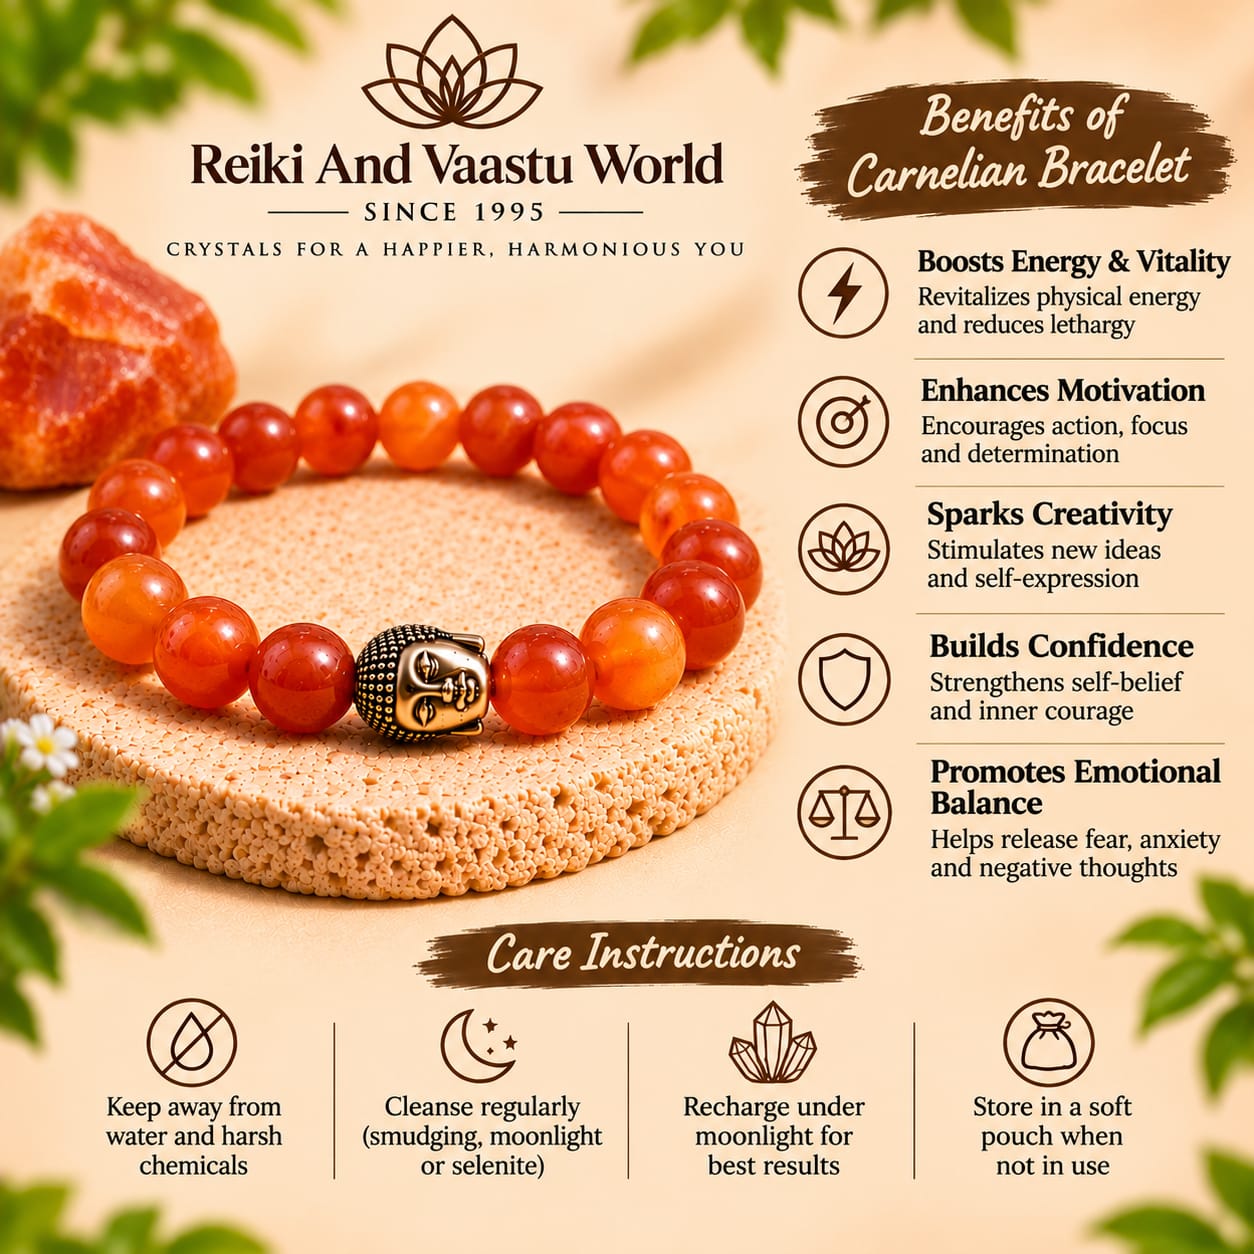 Reiki And Vaastu World
SINCE 1995
CRYSTALS FOR A HAPPIER, HARMONIOUS YOU
Benefits of
Carnelian Bracelet
Boosts Energy & Vitality
Revitalizes physical energy
and reduces lethargy
Enhances Motivation
Encourages action, focus
and determination
Sparks Creativity
Stimulates new ideas
and self-expression
Builds Confidence
Strengthens self-belief
and inner courage
Promotes Emotional
Balance
Helps release fear, anxiety
and negative thoughts
Care Instructions
Keep away from
water and harsh
chemicals
Cleanse regularly
(smudging, moonlight
or selenite)
Recharge under
moonlight for
best results
Store in a soft
pouch when
not in use